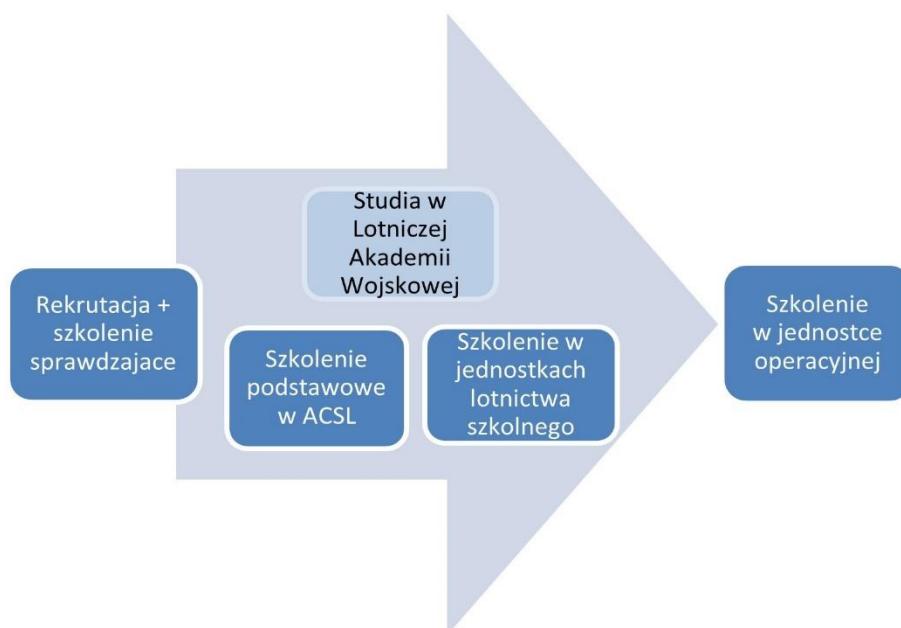 Studia w
Lotniczej
Akademii
Wojskowej
Rekrutacja +
szkolenie
sprawdzajace
Szkolenie
podstawowe
w ACSL
Szkolenie w
jednostkach
lotnictwa
szkolnego
Szkolenie
w jednostce
operacyjnej